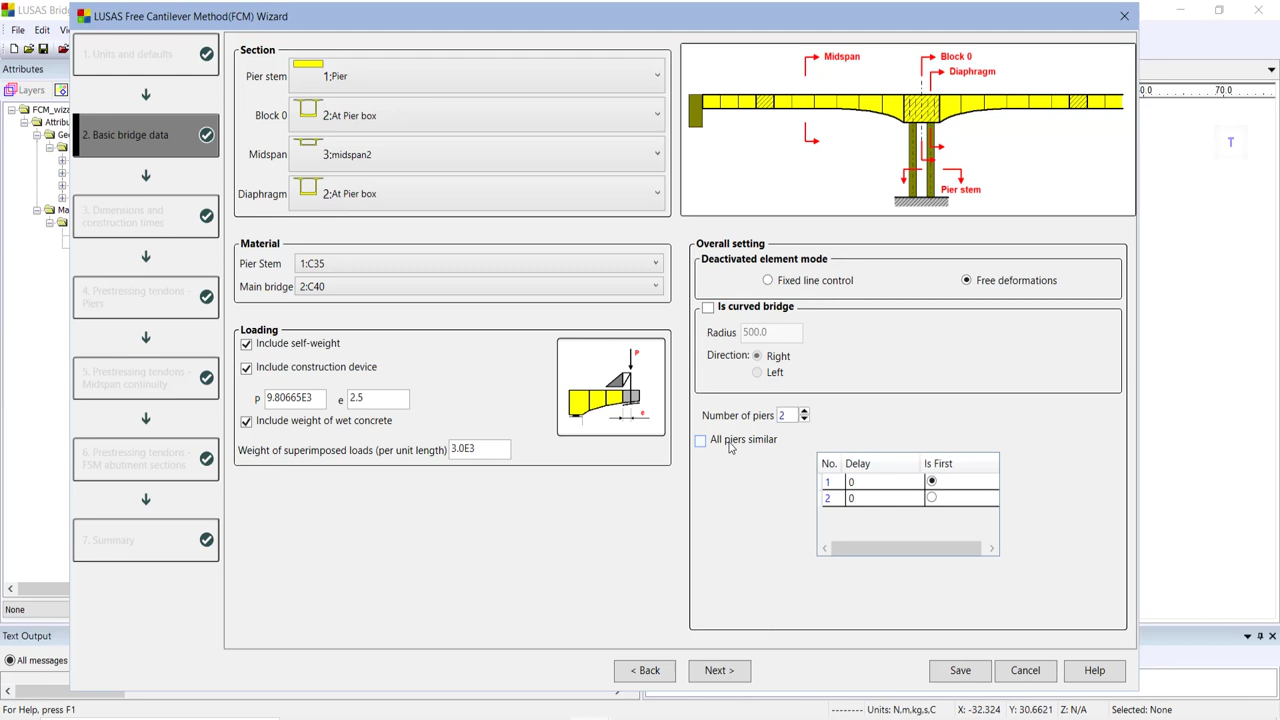 LUSAS Bridg
LUSAS Free Cantilever Method(FCM) Wizard
File Edit Vi
Attributes
Layers
FCM_wiza
Attribu
Geo
Ma
None
Text Output
All messages
For Help, press F1
1. Units and defaults
2. Basic bridge data
3. Dimensions and
construction times
4. Prestressing tendons -
Piers
5. Prestressing tendons -
Midspan continuity
6. Prestressing tendons -
FSM abutment sections
7. Summary
Section
Pier stem 1:Pier
Block 0 2:At Pier box
Midspan 3:midspan2
Diaphragm 2:At Pier box
Material
Pier Stem 1:C35
Main bridge 2:C40
Loading
Include self-weight
Include construction device
P 9.80665E3 e 2.5
Include weight of wet concrete
Weight of superimposed loads (per unit length) 3.0E3
P
e
Midspan
Block 0
Diaphragm
Pier stem
Overall setting
Deactivated element mode
Fixed line control Free deformations
Is curved bridge
Radius 500.0
Direction: Right
Left
Number of piers 2
All piers similar
No. Delay Is First
1 0
2 0
< Back Next > Save Cancel Help
0.0 70.0
T
Units: N,m,kg,s,C X: -32.324 Y: 30.6621 Z: N/A Selected: None